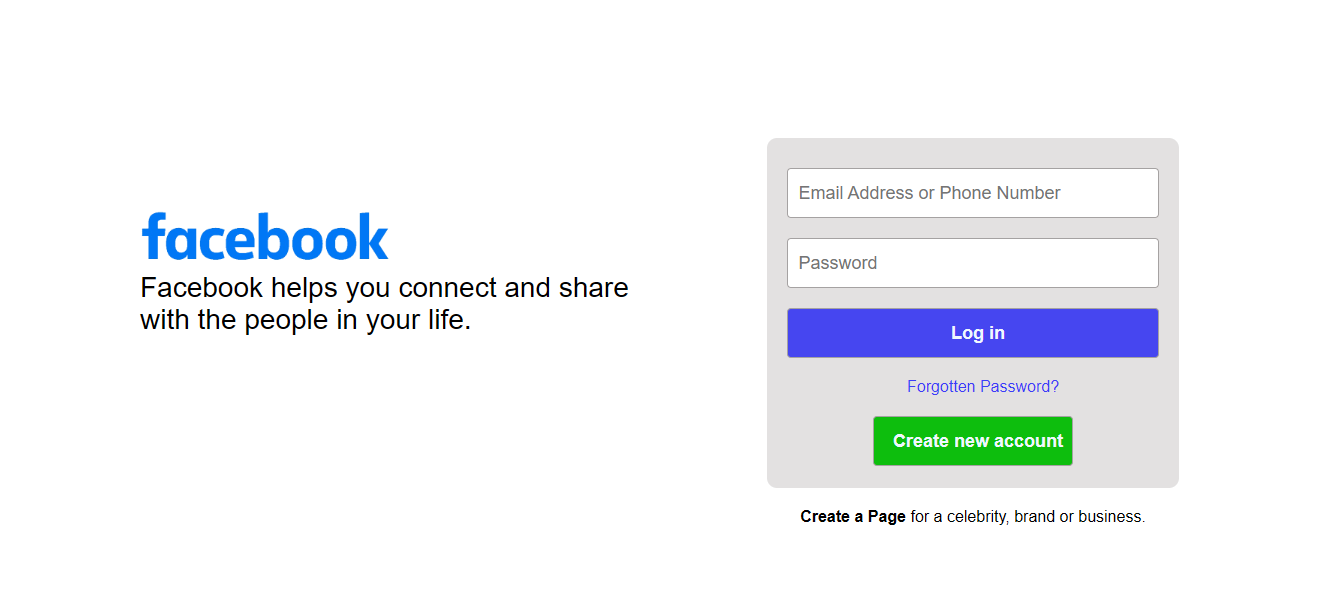 facebook
Facebook helps you connect and share
with the people in your life.
Email Address or Phone Number
Password
Log in
Forgotten Password?
Create new account
Create a Page for a celebrity, brand or business.